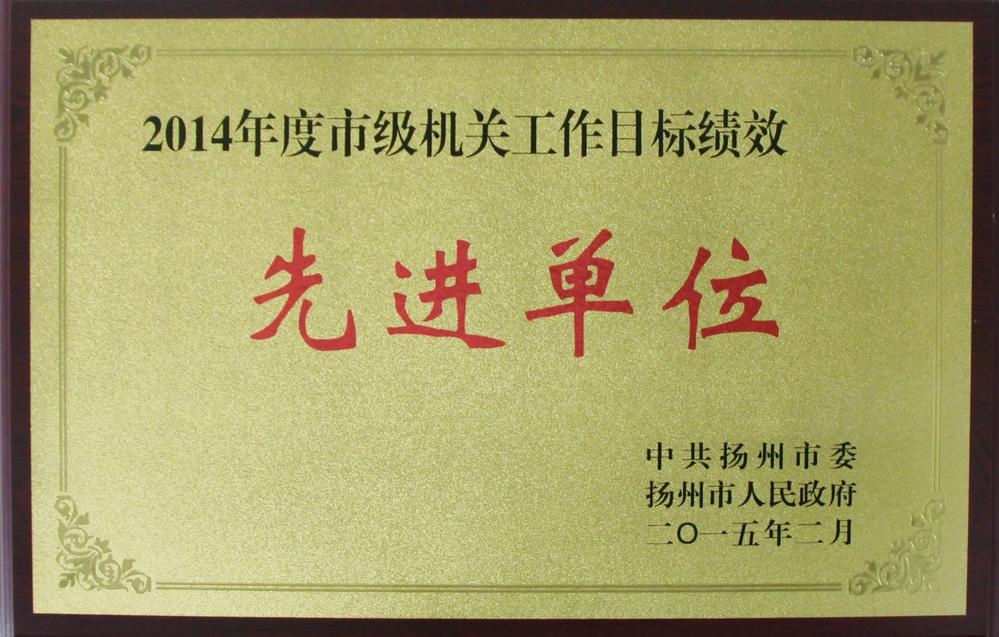 2014年度市级机关工作目标绩效
先进单位
中共扬州市委
扬州市人民政府
二〇一五年二月